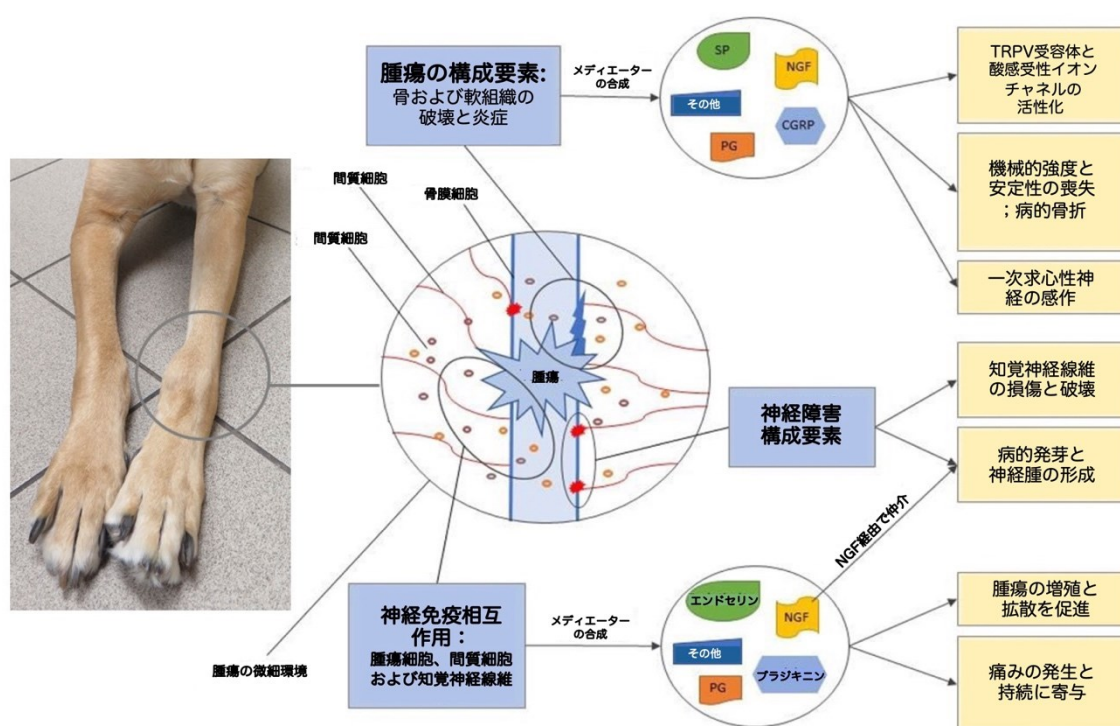 腫瘍の構成要素:
骨および軟組織の
破壊と炎症
メディエーター
の合成
SP
NGF
その他
CGRP
PG
TRPV受容体と
酸感受性イオン
チャネルの
活性化
機械的強度と
安定性の喪失
;病的骨折
一次求心性神
経の感作
間質細胞
骨膜細胞
間質細胞
腫瘍
神経障害
構成要素
知覚神経線維
の損傷と破壊
病的発芽と
神経腫の形成
NGF経由で仲介
腫瘍の微細環境
神経免疫相互
作用：
腫瘍細胞、間質細胞
および知覚神経線維
メディエーター
の合成
エンドセリン
NGF
その他
PG
ブラジキニン
腫瘍の増殖と
拡散を促進
痛みの発生と
持続に寄与